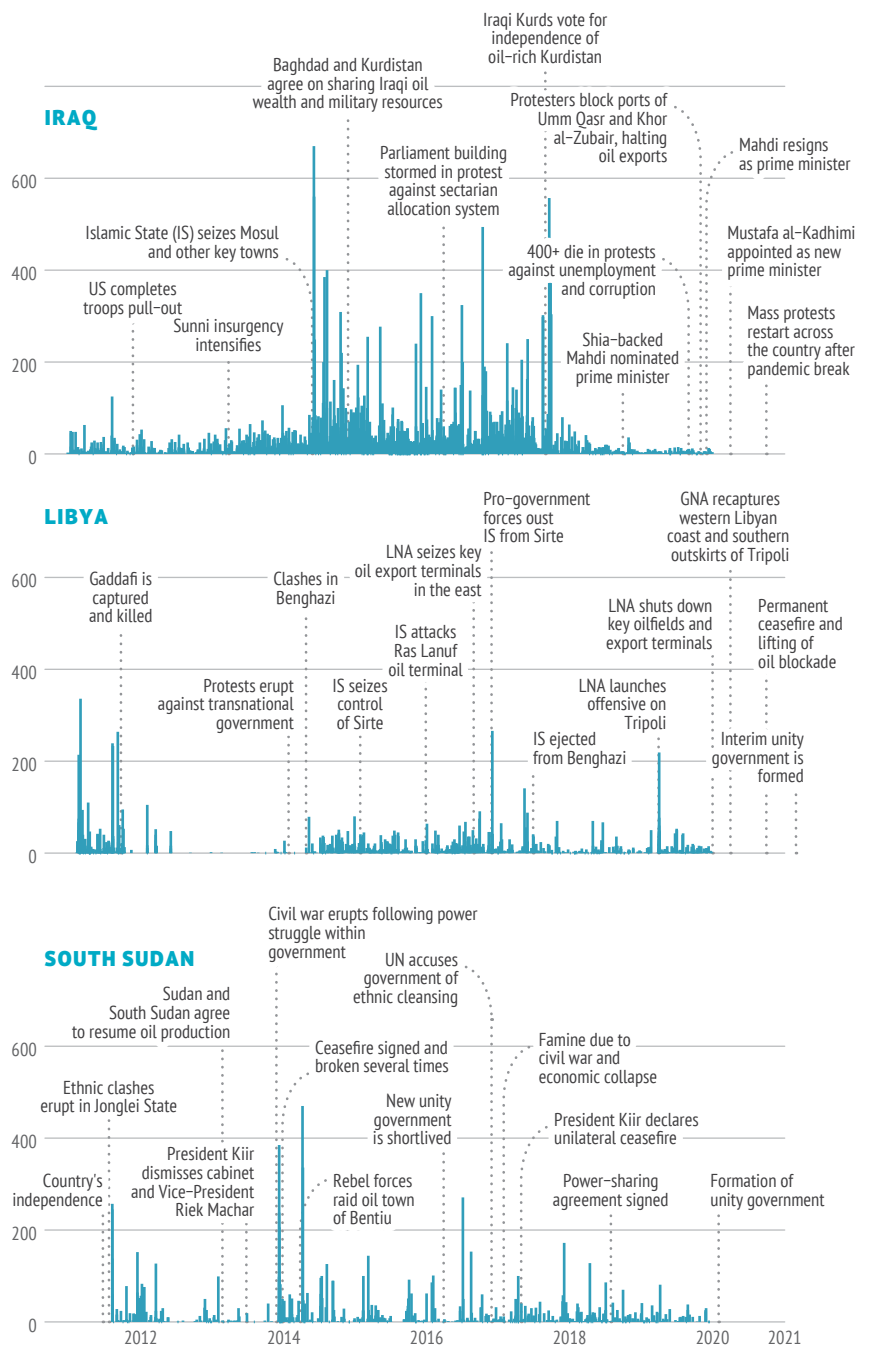 IRAQ
Iraqi Kurds vote for
independence of
oil–rich Kurdistan
Baghdad and Kurdistan
agree on sharing Iraqi oil
wealth and military resources
Protesters block ports of
Umm Qasr and Khor
al–Zubair, halting
oil exports
Mahdi resigns
as prime minister
Parliament building
stormed in protest
against sectarian
allocation system
Islamic State (IS) seizes Mosul
and other key towns
400+ die in protests
against unemployment
and corruption
Mustafa al–Kadhimi
appointed as new
prime minister
US completes
troops pull–out
Sunni insurgency
intensifies
Shia–backed
Mahdi nominated
prime minister
Mass protests
restart across
the country after
pandemic break
600
400
200
0
LIBYA
Pro–government
forces oust
IS from Sirte
GNA recaptures
western Libyan
coast and southern
outskirts of Tripoli
Gaddafi is
captured
and killed
Clashes in
Benghazi
LNA seizes key
oil export terminals
in the east
IS attacks
Ras Lanuf
oil terminal
LNA shuts down
key oilfields and
export terminals
Permanent
ceasefire and
lifting of
oil blockade
Protests erupt
against transnational
government
IS seizes
control
of Sirte
LNA launches
offensive on
Tripoli
IS ejected
from Benghazi
Interim unity
government is
formed
600
400
200
0
SOUTH SUDAN
Civil war erupts following power
struggle within
government
UN accuses
government of
ethnic cleansing
Sudan and
South Sudan agree
to resume oil production
Ceasefire signed and
broken several times
Famine due to
civil war and
economic collapse
Ethnic clashes
erupt in Jonglei State
New unity
government
is shortlived
President Kiir declares
unilateral ceasefire
Country's
independence
President Kiir
dismisses cabinet
and Vice–President
Riek Machar
Rebel forces
raid oil town
of Bentiu
Power–sharing
agreement signed
Formation of
unity government
600
400
200
0
2012
2014
2016
2018
2020
2021